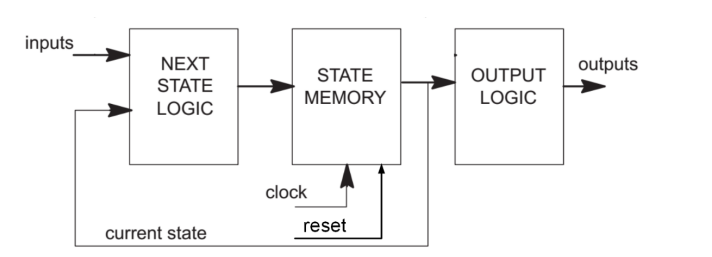 inputs
NEXT
STATE
LOGIC
STATE
MEMORY
OUTPUT
LOGIC
outputs
clock
reset
current state